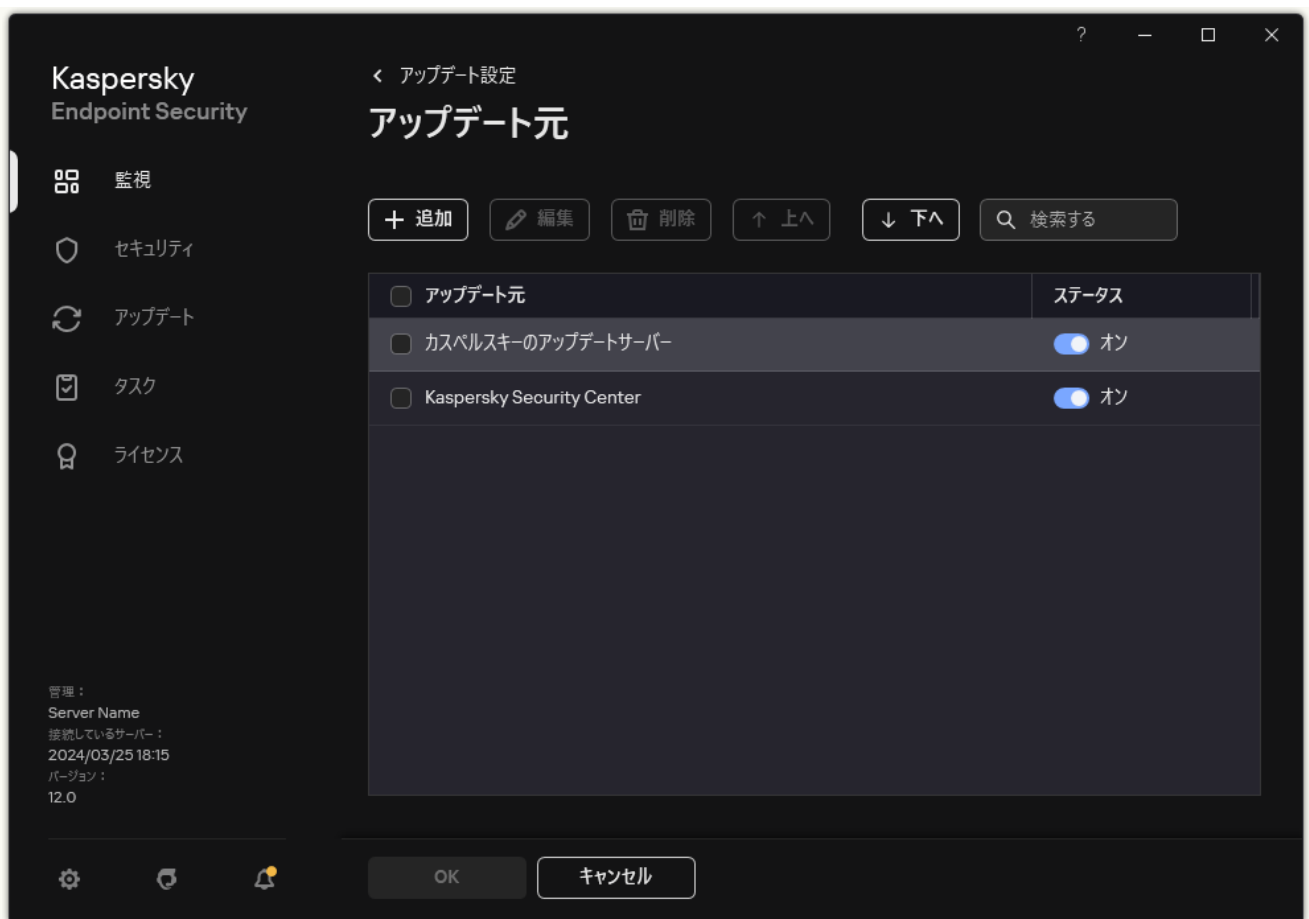 ?
Kaspersky
Endpoint Security
監視
セキュリティ
アップデート
タスク
ライセンス
管理：
Server Name
接続しているサーバー：
2024/03/25 18:15
バージョン：
12.0
アップデート設定
アップデート元
追加 編集 削除 上へ 下へ 検索する
アップデート元 ステータス
カスペルスキーのアップデートサーバー オン
Kaspersky Security Center オン
OK キャンセル